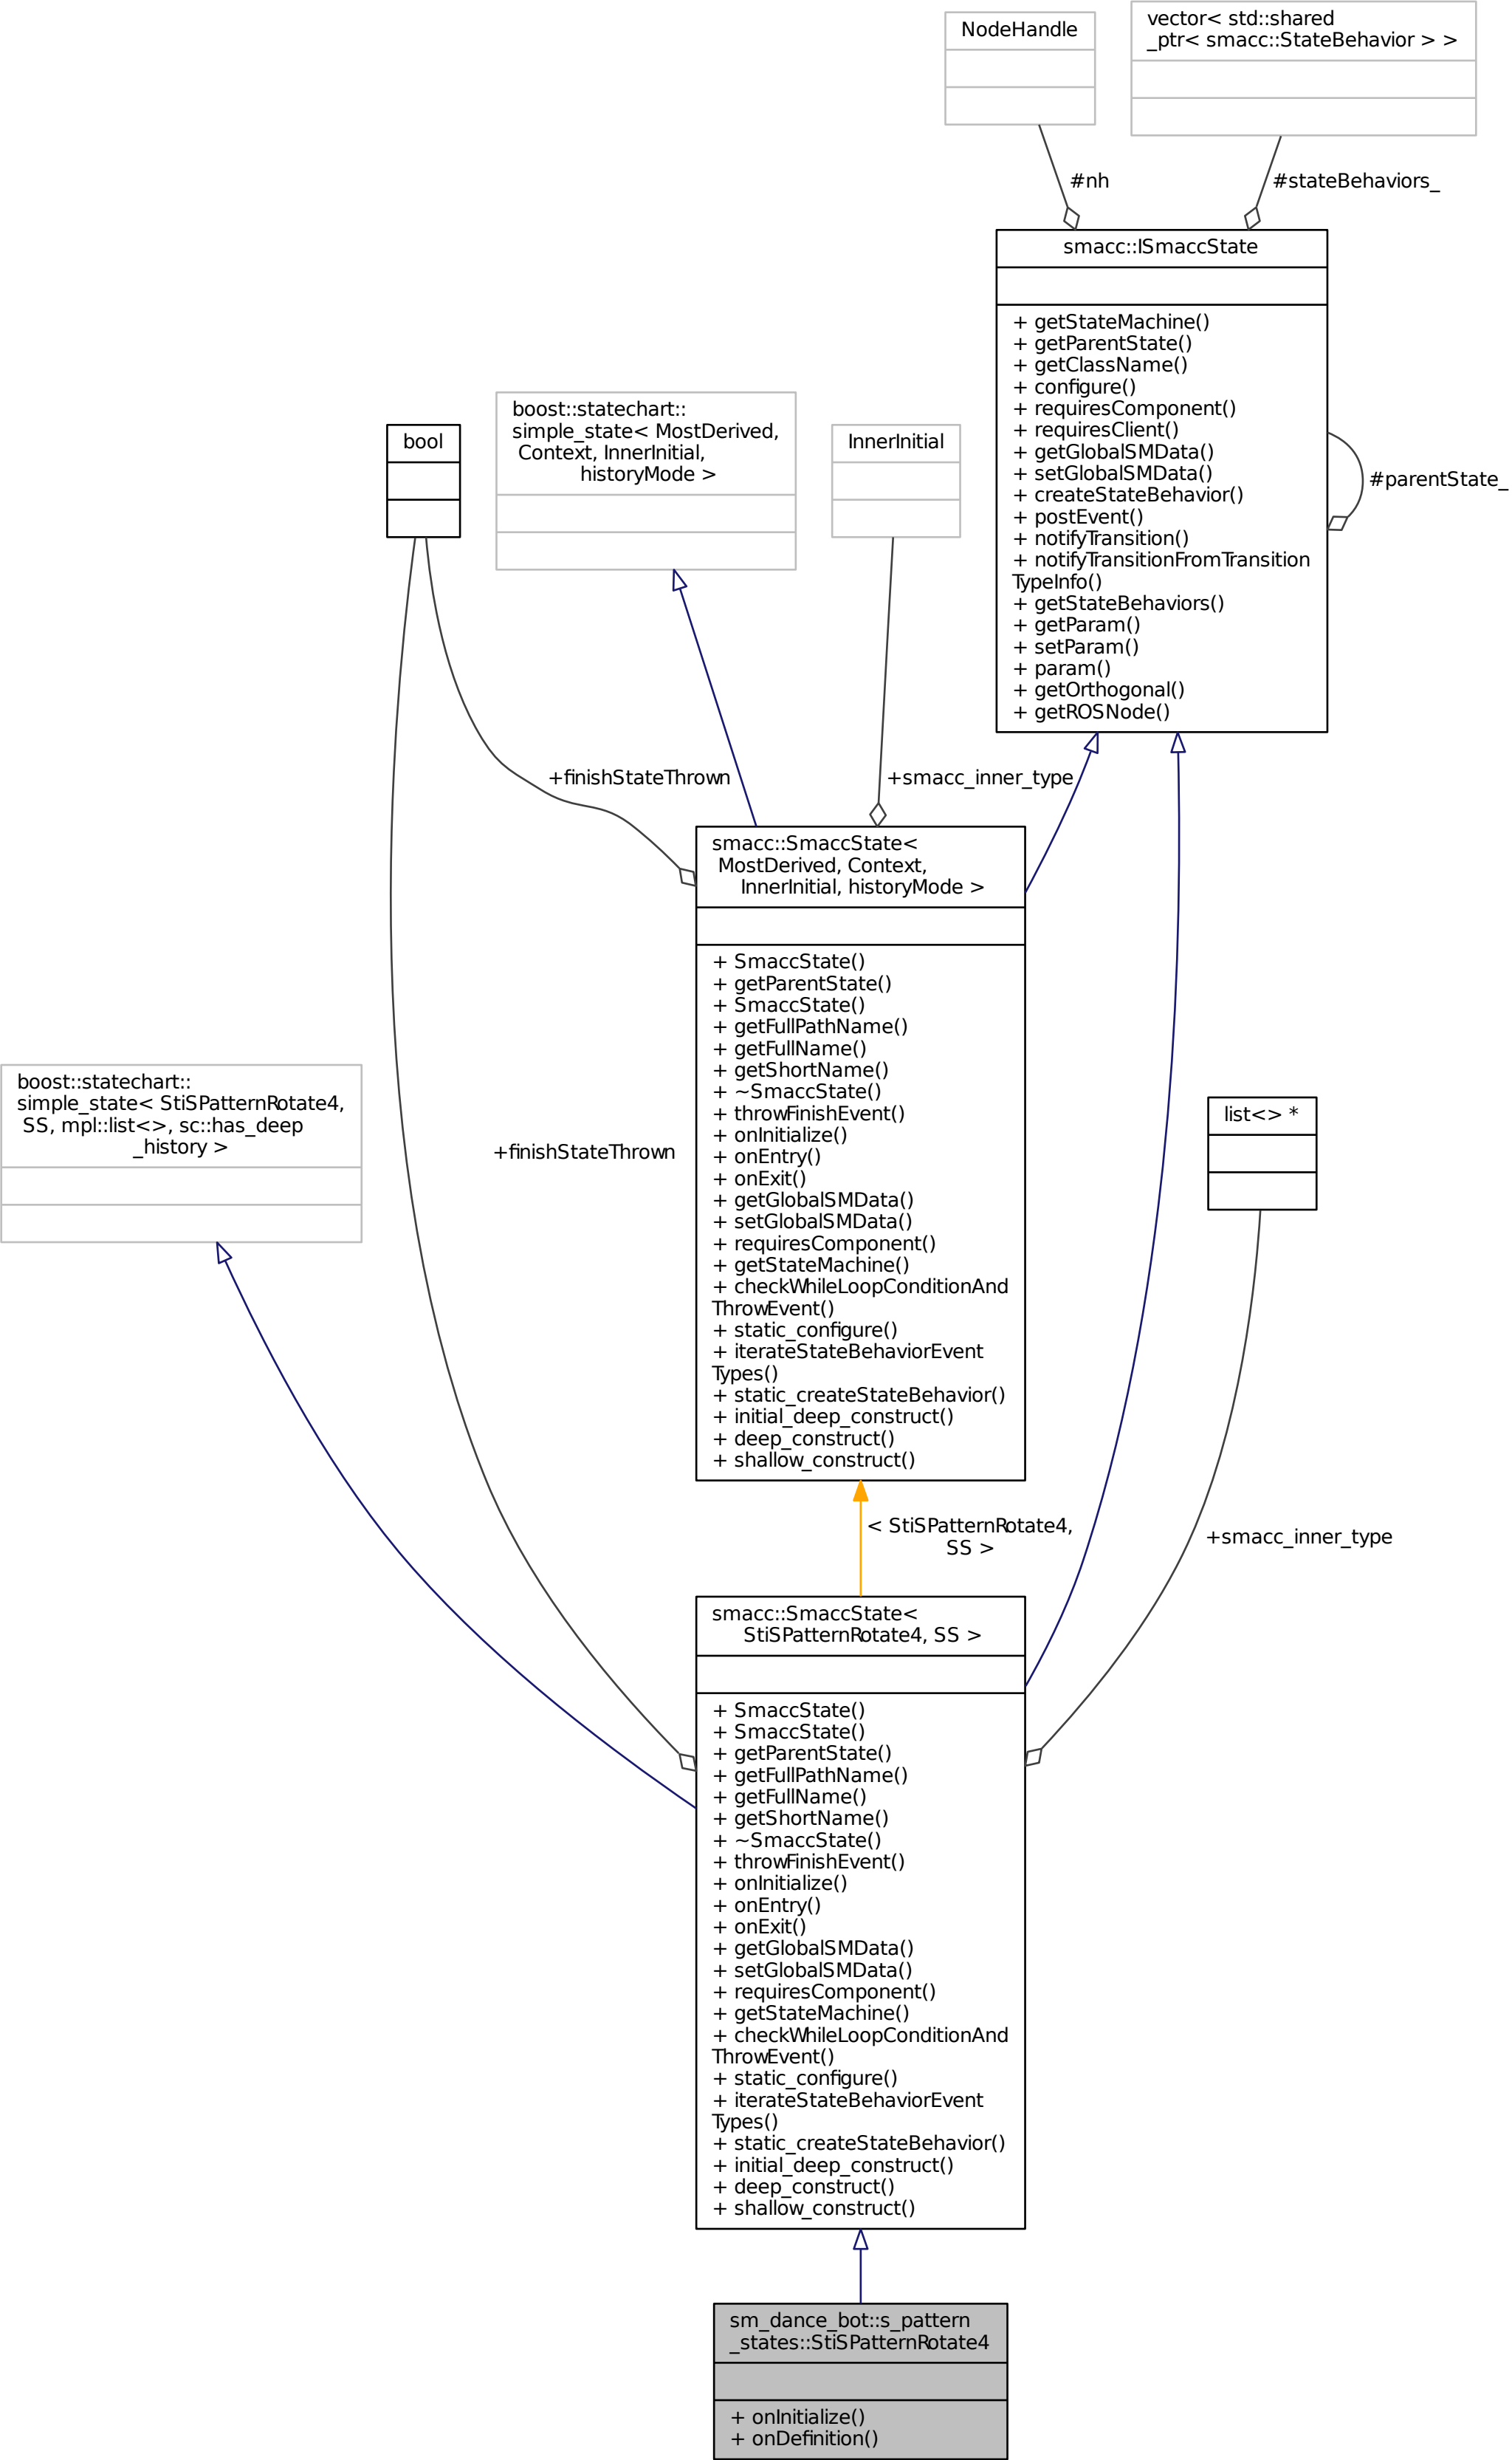 NodeHandle
vector< std::shared
_ptr< smacc::StateBehavior > >
#nh
#stateBehaviors_
smacc::ISmaccState
+ getStateMachine()
+ getParentState()
+ getClassName()
+ configure()
+ requiresComponent()
+ requiresClient()
+ getGlobalSMData()
+ setGlobalSMData()
+ createStateBehavior()
+ postEvent()
+ notifyTransition()
+ notifyTransitionFromTransition
TypeInfo()
+ getStateBehaviors()
+ getParam()
+ setParam()
+ param()
+ getOrthogonal()
+ getROSNode()
#parentState_
bool
boost::statechart::
simple_state< MostDerived,
Context, InnerInitial,
historyMode >
InnerInitial
+finishStateThrown
+smacc_inner_type
smacc::SmaccState<
MostDerived, Context,
InnerInitial, historyMode >
+ SmaccState()
+ getParentState()
+ SmaccState()
+ getFullPathName()
+ getFullName()
+ getShortName()
+ ~SmaccState()
+ throwFinishEvent()
+ onInitialize()
+ onEntry()
+ onExit()
+ getGlobalSMData()
+ setGlobalSMData()
+ requiresComponent()
+ getStateMachine()
+ checkWhileLoopConditionAnd
ThrowEvent()
+ static_configure()
+ iterateStateBehaviorEvent
Types()
+ static_createStateBehavior()
+ initial_deep_construct()
+ deep_construct()
+ shallow_construct()
boost::statechart::
simple_state< StiSPatternRotate4,
SS, mpl::list<>, sc::has_deep
_history >
+finishStateThrown
list<> *
< StiSPatternRotate4,
SS >
+smacc_inner_type
smacc::SmaccState<
StiSPatternRotate4, SS >
+ SmaccState()
+ SmaccState()
+ getParentState()
+ getFullPathName()
+ getFullName()
+ getShortName()
+ ~SmaccState()
+ throwFinishEvent()
+ onInitialize()
+ onEntry()
+ onExit()
+ getGlobalSMData()
+ setGlobalSMData()
+ requiresComponent()
+ getStateMachine()
+ checkWhileLoopConditionAnd
ThrowEvent()
+ static_configure()
+ iterateStateBehaviorEvent
Types()
+ static_createStateBehavior()
+ initial_deep_construct()
+ deep_construct()
+ shallow_construct()
sm_dance_bot::s_pattern
_states::StiSPatternRotate4
+ onInitialize()
+ onDefinition()